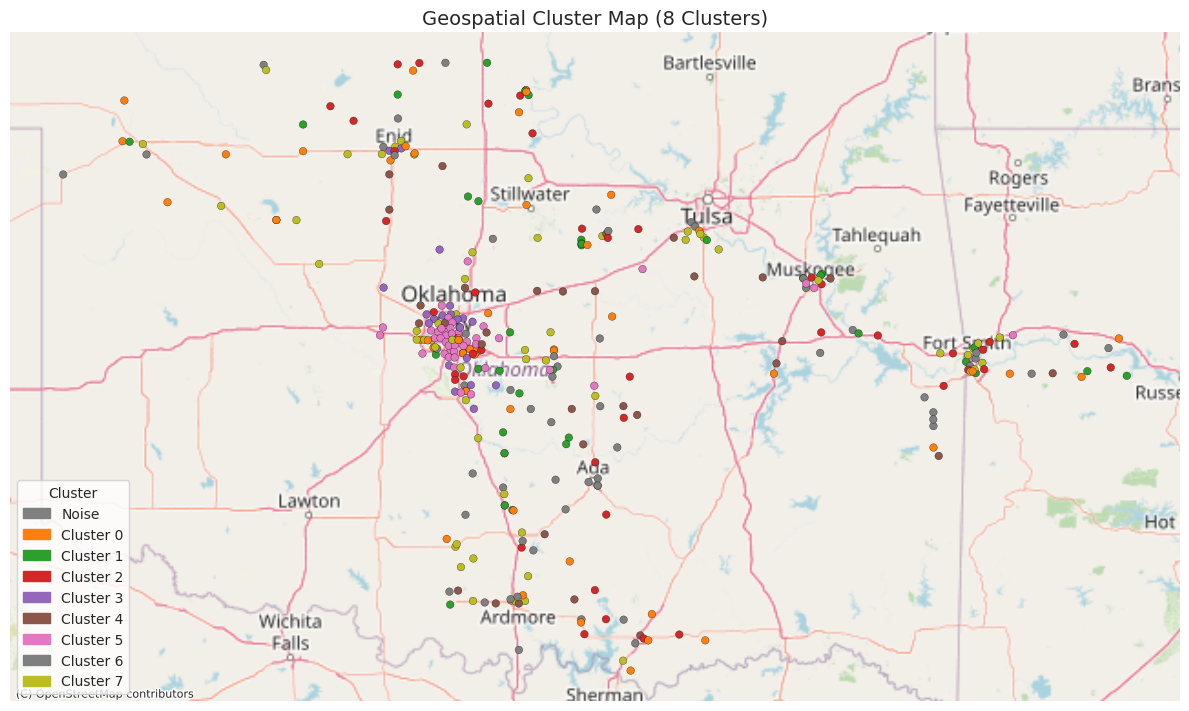 Geospatial Cluster Map (8 Clusters)
Bartlesville
Brans
Enid
Rogers
Stillwater
Fayetteville
Tulsa
Tahlequah
Muskogee
Oklahoma
Fort Smith
Oklahoma
Russe
Ada
Lawton
Hot
Ardmore
Wichita
Falls
Sherman
Cluster
Noise
Cluster 0
Cluster 1
Cluster 2
Cluster 3
Cluster 4
Cluster 5
Cluster 6
Cluster 7
(C) OpenStreetMap contributors